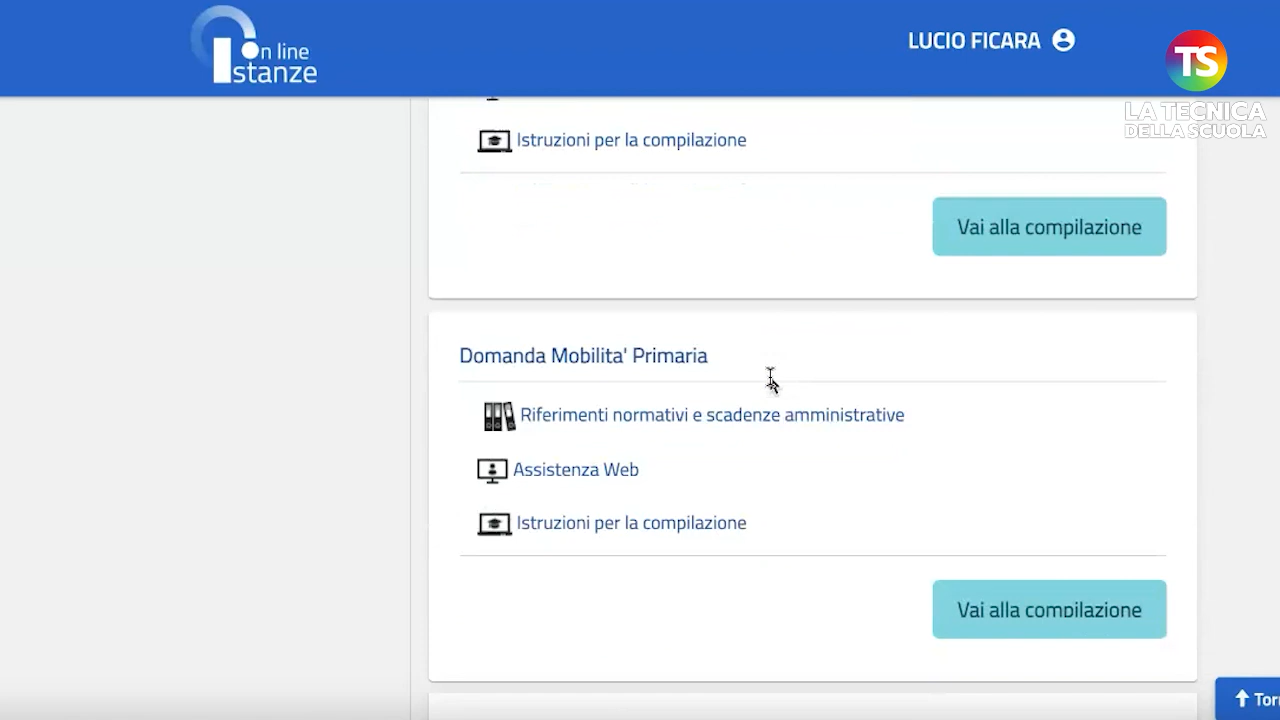 on line
Istanze
LUCIO FICARA
TS
LA TECNICA
DELLA SCUOLA
Istruzioni per la compilazione
Vai alla compilazione
Domanda Mobilita' Primaria
Riferimenti normativi e scadenze amministrative
Assistenza Web
Istruzioni per la compilazione
Vai alla compilazione